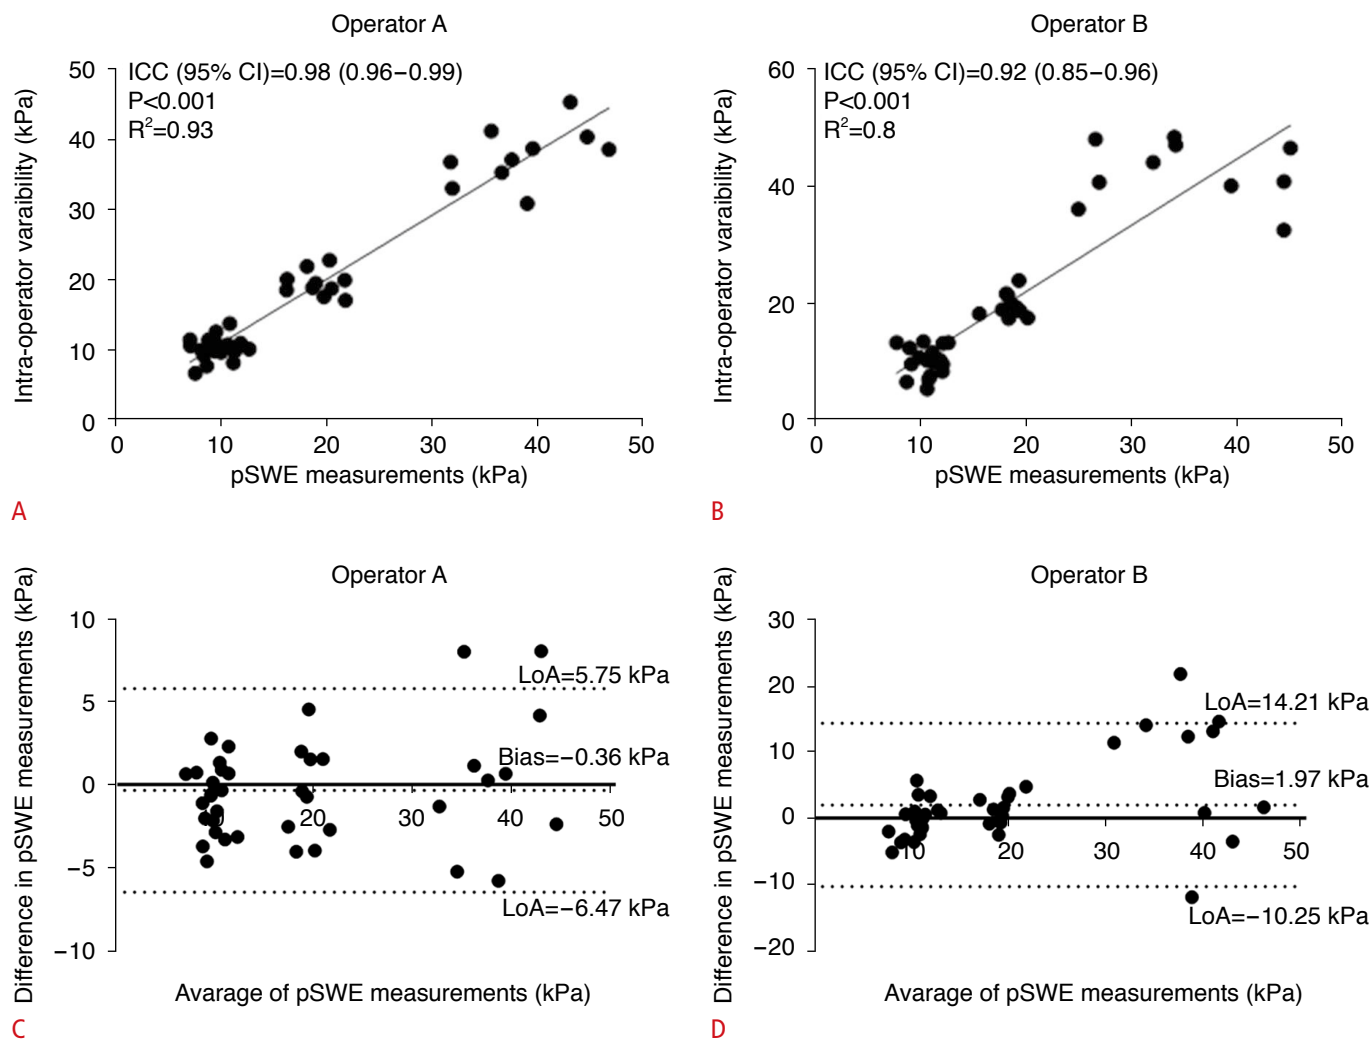 Operator A
ICC (95% CI)=0.98 (0.96–0.99)
P<0.001
R²=0.93
Intra-operator varaibility (kPa)
50
40
30
20
10
0
0 10 20 30 40 50
pSWE measurements (kPa)
A
Operator B
ICC (95% CI)=0.92 (0.85–0.96)
P<0.001
R²=0.8
Intra-operator varaibility (kPa)
60
40
20
0
0 10 20 30 40 50
pSWE measurements (kPa)
B
Operator A
Difference in pSWE measurements (kPa)
10
5
0
−5
−10
LoA=5.75 kPa
Bias=−0.36 kPa
20 30 40 50
LoA=−6.47 kPa
Avarage of pSWE measurements (kPa)
C
Operator B
Difference in pSWE measurements (kPa)
30
20
10
0
−10
−20
LoA=14.21 kPa
Bias=1.97 kPa
10 20 30 40 50
LoA=−10.25 kPa
Avarage of pSWE measurements (kPa)
D